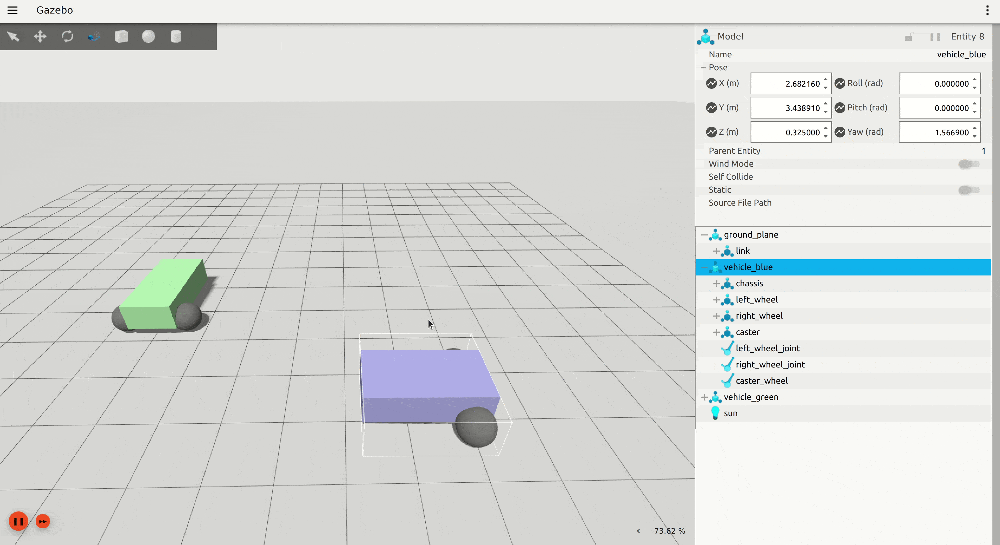 Gazebo
Model Entity 8
Name vehicle_blue
Pose
X (m) 2.682160 Roll (rad) 0.000000
Y (m) 3.438910 Pitch (rad) 0.000000
Z (m) 0.325000 Yaw (rad) 1.566900
Parent Entity 1
Wind Mode
Self Collide
Static
Source File Path
ground_plane
link
vehicle_blue
chassis
left_wheel
right_wheel
caster
left_wheel_joint
right_wheel_joint
caster_wheel
vehicle_green
sun
73.62 %